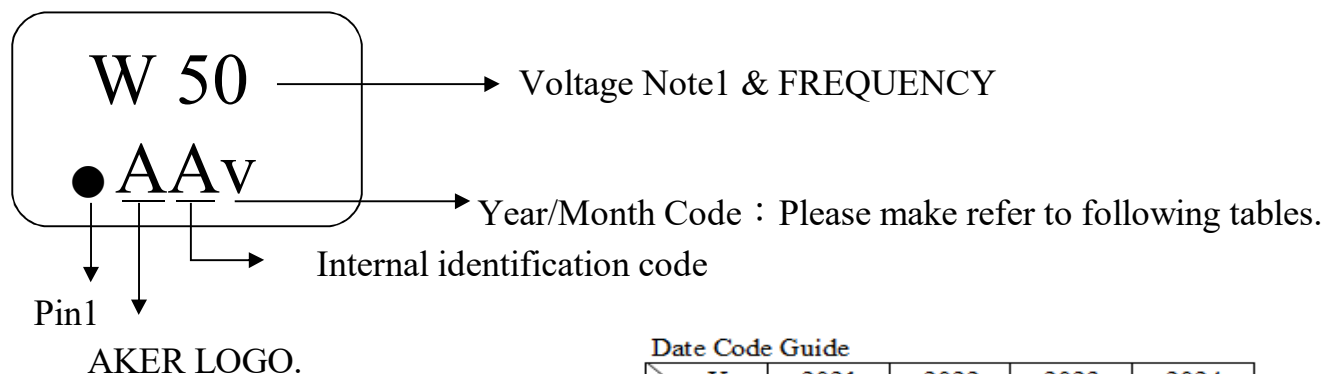 W 50
Voltage Note1 & FREQUENCY
AAv
Year/Month Code：Please make refer to following tables.
Internal identification code
Pin1
AKER LOGO.
Date Code Guide